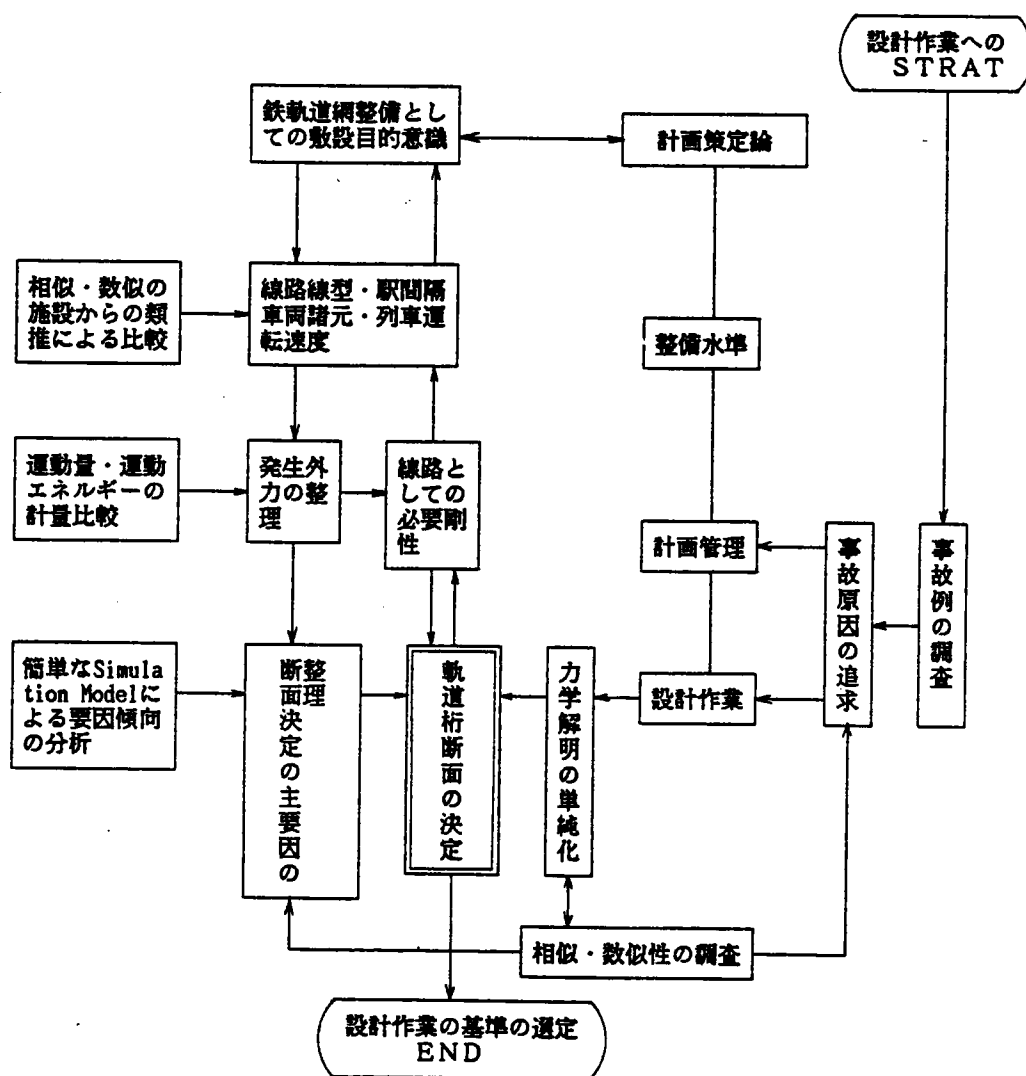 設計作業への
STRAT
鉄軌道網整備とし
ての敷設目的意識
計画策定論
相似・数似の
施設からの類
推による比較
線路線型・駅間隔
車両諸元・列車運
転速度
整備水準
運動量・運動
エネルギーの
計量比較
発生外
力の整
理
線路と
しての
必要剛
性
計画管理
事故原因の追求
事故例の調査
簡単なSimula
tion Modelに
よる要因傾向
の分析
断面決定の主要因の
整理
軌道桁断面の決定
力学解明の単純化
設計作業
相似・数似性の調査
設計作業の基準の選定
END